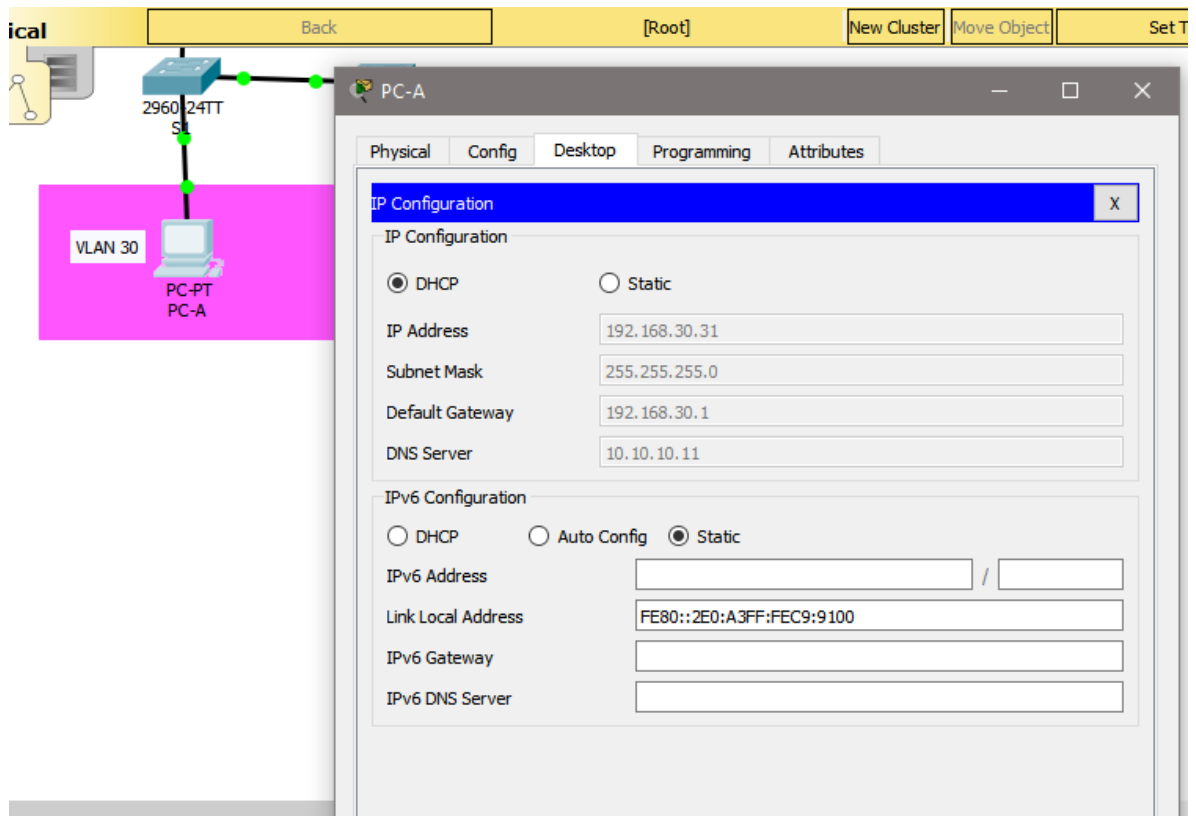 ical Back [Root] New Cluster Move Object Set T
2960-24TT
S1
VLAN 30
PC-PT
PC-A
PC-A
Physical Config Desktop Programming Attributes
IP Configuration X
IP Configuration
DHCP Static
IP Address 192.168.30.31
Subnet Mask 255.255.255.0
Default Gateway 192.168.30.1
DNS Server 10.10.10.11
IPv6 Configuration
DHCP Auto Config Static
IPv6 Address /
Link Local Address FE80::2E0:A3FF:FEC9:9100
IPv6 Gateway
IPv6 DNS Server